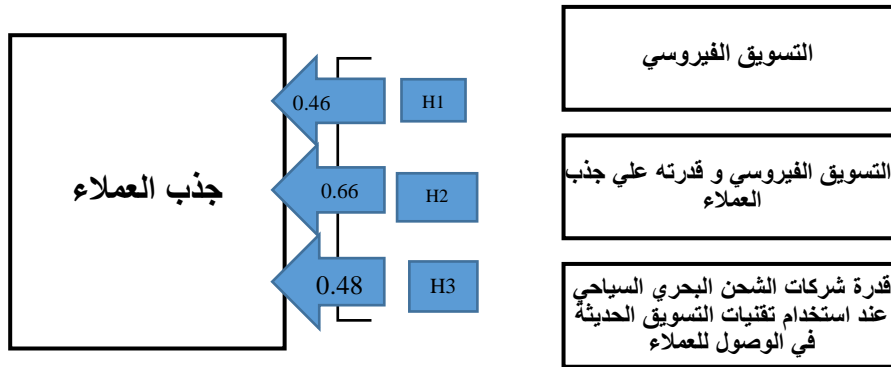 التسويق الفيروسي
التسويق الفيروسي و قدرته علي جذب
العملاء
قدرة شركات الشحن البحري السياحي
عند استخدام تقنيات التسويق الحديثة
في الوصول للعملاء
H1
0.46
H2
0.66
H3
0.48
جذب العملاء